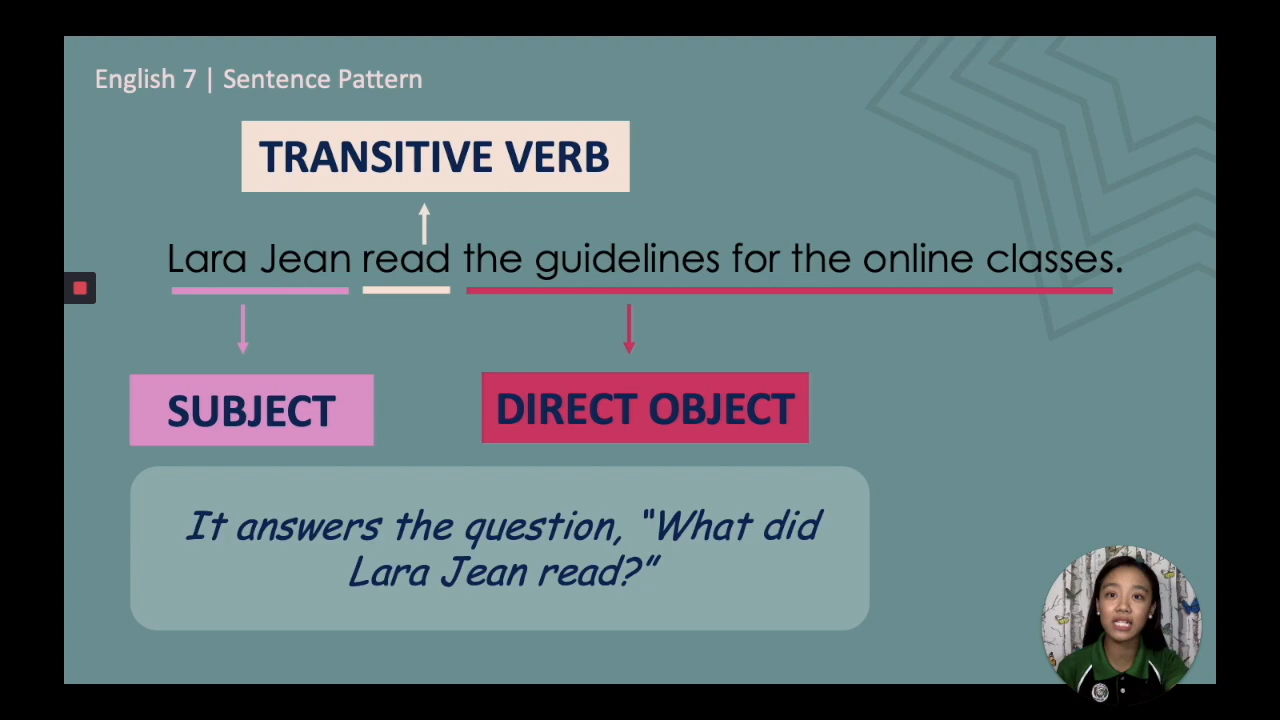 English 7 | Sentence Pattern
TRANSITIVE VERB
Lara Jean read the guidelines for the online classes.
SUBJECT
DIRECT OBJECT
It answers the question, “What did
Lara Jean read?”